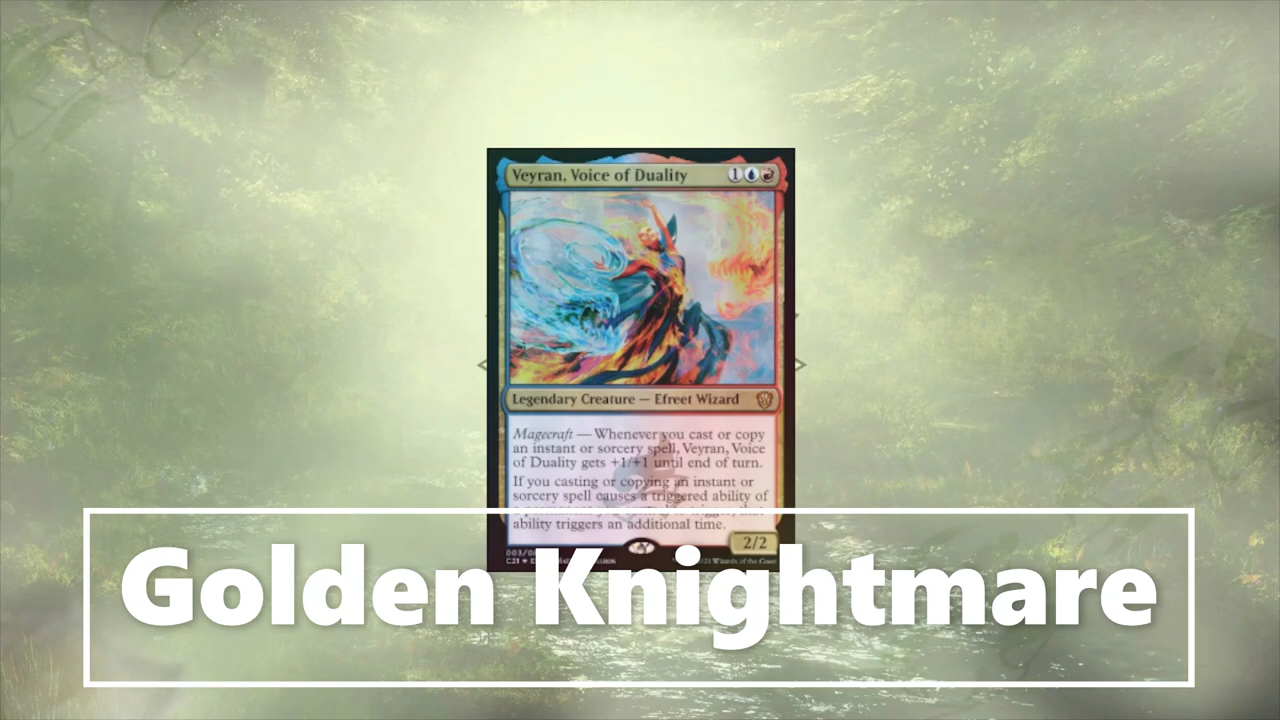 Veyran, Voice of Duality 1
Legendary Creature — Efreet Wizard
Magecraft — Whenever you cast or copy
an instant or sorcery spell, Veyran, Voice
of Duality gets +1/+1 until end of turn.
If you casting or copying an instant or
sorcery spell causes a triggered ability of
ability triggers an additional time.
2/2
C21
Golden Knightmare